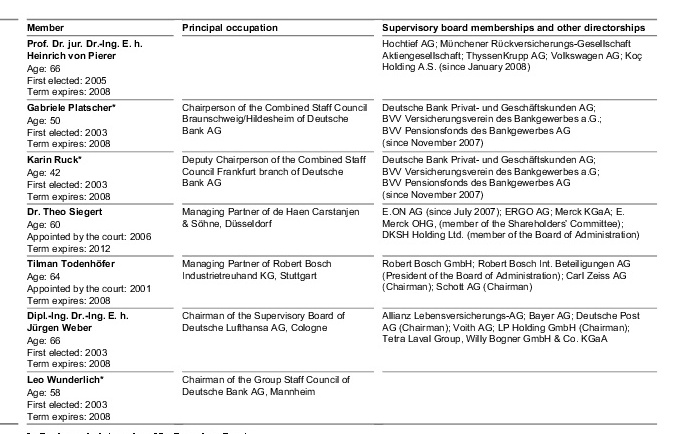 Member Principal occupation Supervisory board memberships and other directorships
Prof. Dr. jur. Dr.-Ing. E. h.
Heinrich von Pierer
Age: 66
First elected: 2005
Term expires: 2008
Hochtief AG; Münchener Rückversicherungs-Gesellschaft
Aktiengesellschaft; ThyssenKrupp AG; Volkswagen AG; Koç
Holding A.S. (since January 2008)
Gabriele Platscher*
Age: 50
First elected: 2003
Term expires: 2008
Chairperson of the Combined Staff Council
Braunschweig/Hildesheim of Deutsche
Bank AG
Deutsche Bank Privat- und Geschäftskunden AG;
BVV Versicherungsverein des Bankgewerbes a.G.;
BVV Pensionsfonds des Bankgewerbes AG
(since November 2007)
Karin Ruck*
Age: 42
First elected: 2003
Term expires: 2008
Deputy Chairperson of the Combined Staff
Council Frankfurt branch of Deutsche
Bank AG
Deutsche Bank Privat- und Geschäftskunden AG;
BVV Versicherungsverein des Bankgewerbes a.G;
BVV Pensionsfonds des Bankgewerbes AG
(since November 2007)
Dr. Theo Siegert
Age: 60
Appointed by the court: 2006
Term expires: 2012
Managing Partner of de Haen Carstanjen
& Söhne, Düsseldorf
E.ON AG (since July 2007); ERGO AG; Merck KGaA; E.
Merck OHG, (member of the Shareholders' Committee);
DKSH Holding Ltd. (member of the Board of Administration)
Tilman Todenhöfer
Age: 64
Appointed by the court: 2001
Term expires: 2008
Managing Partner of Robert Bosch
Industrietreuhand KG, Stuttgart
Robert Bosch GmbH; Robert Bosch Int. Beteiligungen AG
(President of the Board of Administration); Carl Zeiss AG
(Chairman); Schott AG (Chairman)
Dipl.-Ing. Dr.-Ing. E. h.
Jürgen Weber
Age: 66
First elected: 2003
Term expires: 2008
Chairman of the Supervisory Board of
Deutsche Lufthansa AG, Cologne
Allianz Lebensversicherungs-AG; Bayer AG; Deutsche Post
AG (Chairman); Voith AG; LP Holding GmbH (Chairman);
Tetra Laval Group, Willy Bogner GmbH & Co. KGaA
Leo Wunderlich*
Age: 58
First elected: 2003
Term expires: 2008
Chairman of the Group Staff Council of
Deutsche Bank AG, Mannheim